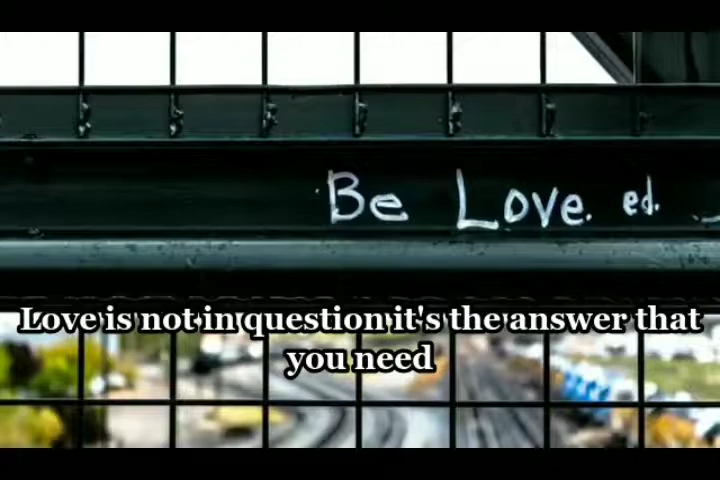 Be Love. ed.
Love is not in question it's the answer that
you need